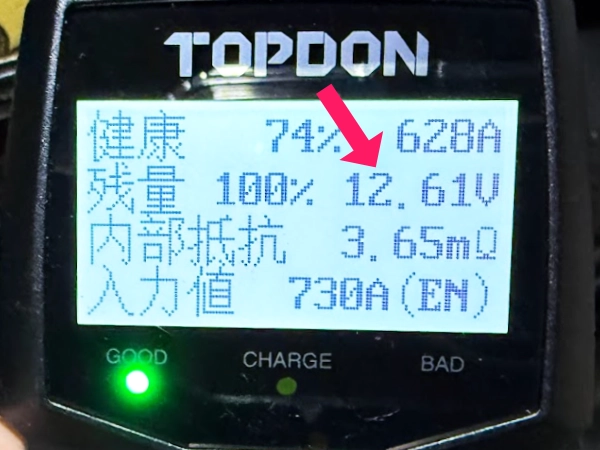 TOPDON
健康 74% 628A
残量 100% 12.61V
内部抵抗 3.65mΩ
入力値 730A(EN)
GOOD CHARGE BAD